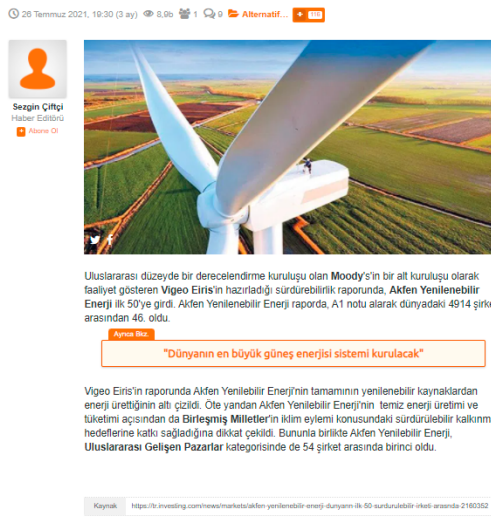 26 Temmuz 2021, 19:30 (3 ay) 8,9b 1 9 Alternatif... + 118
Sezgin Çiftçi
Haber Editörü
+ Abone Ol
Uluslararası düzeyde bir derecelendirme kuruluşu olan Moody's'in bir alt kuruluşu olarak
faaliyet gösteren Vigeo Eiris'in hazırladığı sürdürebilirlik raporunda, Akfen Yenilenebilir
Enerji ilk 50'ye girdi. Akfen Yenilenebilir Enerji raporda, A1 notu alarak dünyadaki 4914 şirke
arasından 46. oldu.
Ayrıca Bkz.
"Dünyanın en büyük güneş enerjisi sistemi kurulacak"
Vigeo Eiris'in raporunda Akfen Yenilebilir Enerji'nin tamamının yenilenebilir kaynaklardan
enerji ürettiğinin altı çizildi. Öte yandan Akfen Yenilebilir Enerji'nin temiz enerji üretimi ve
tüketimi açısından da Birleşmiş Milletler'in iklim eylemi konusundaki sürdürülebilir kalkınm
hedeflerine katkı sağladığına dikkat çekildi. Bununla birlikte Akfen Yenilebilir Enerji,
Uluslararası Gelişen Pazarlar kategorisinde de 54 şirket arasında birinci oldu.
Kaynak https://tr.investing.com/news/markets/akfen-yenilenebilir-enerji-dunyann-ilk-50-surdurulebilir-irketi-arasnda-2160352